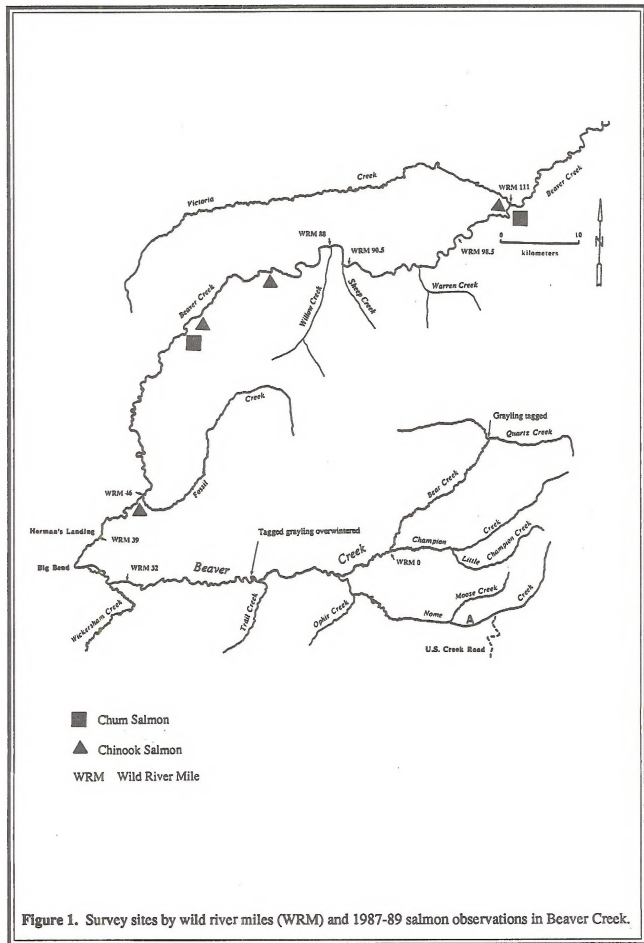 WRM 111
Beaver Creek
Creek
Victoria
0 10
kilometers
N
WRM 88
WRM 90.5
WRM 98.5
Warren Creek
Beaver Creek
Willow Creek
Sheep Creek
Creek
Fossil
Grayling tagged
Quartz Creek
Bear Creek
WRM 46
Herman's Landing
WRM 39
Big Bend
WRM 32
Beaver
Tagged grayling overwintered
Creek
Champion
Creek
WRM 0
Little Champion Creek
Wickersham Creek
Trail Creek
Ophir Creek
Moose Creek
Nome
Creek
A
U.S. Creek Road
Chum Salmon
Chinook Salmon
WRM Wild River Mile
Figure 1. Survey sites by wild river miles (WRM) and 1987-89 salmon observations in Beaver Creek.